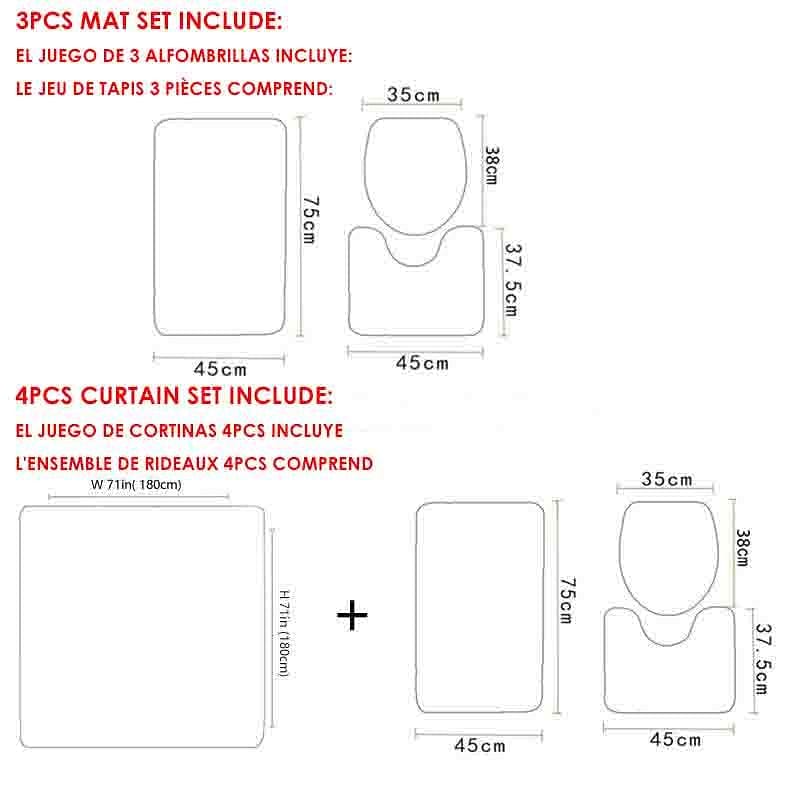 3PCS MAT SET INCLUDE:
EL JUEGO DE 3 ALFOMBRILLAS INCLUYE:
LE JEU DE TAPIS 3 PIÈCES COMPREND:
35cm
38cm
75cm
37.5cm
45cm
45cm
4PCS CURTAIN SET INCLUDE:
EL JUEGO DE CORTINAS 4PCS INCLUYE
L'ENSEMBLE DE RIDEAUX 4PCS COMPREND
W 71in( 180cm)
35cm
38cm
H 71in (180cm)
+
75cm
37.5cm
45cm
45cm